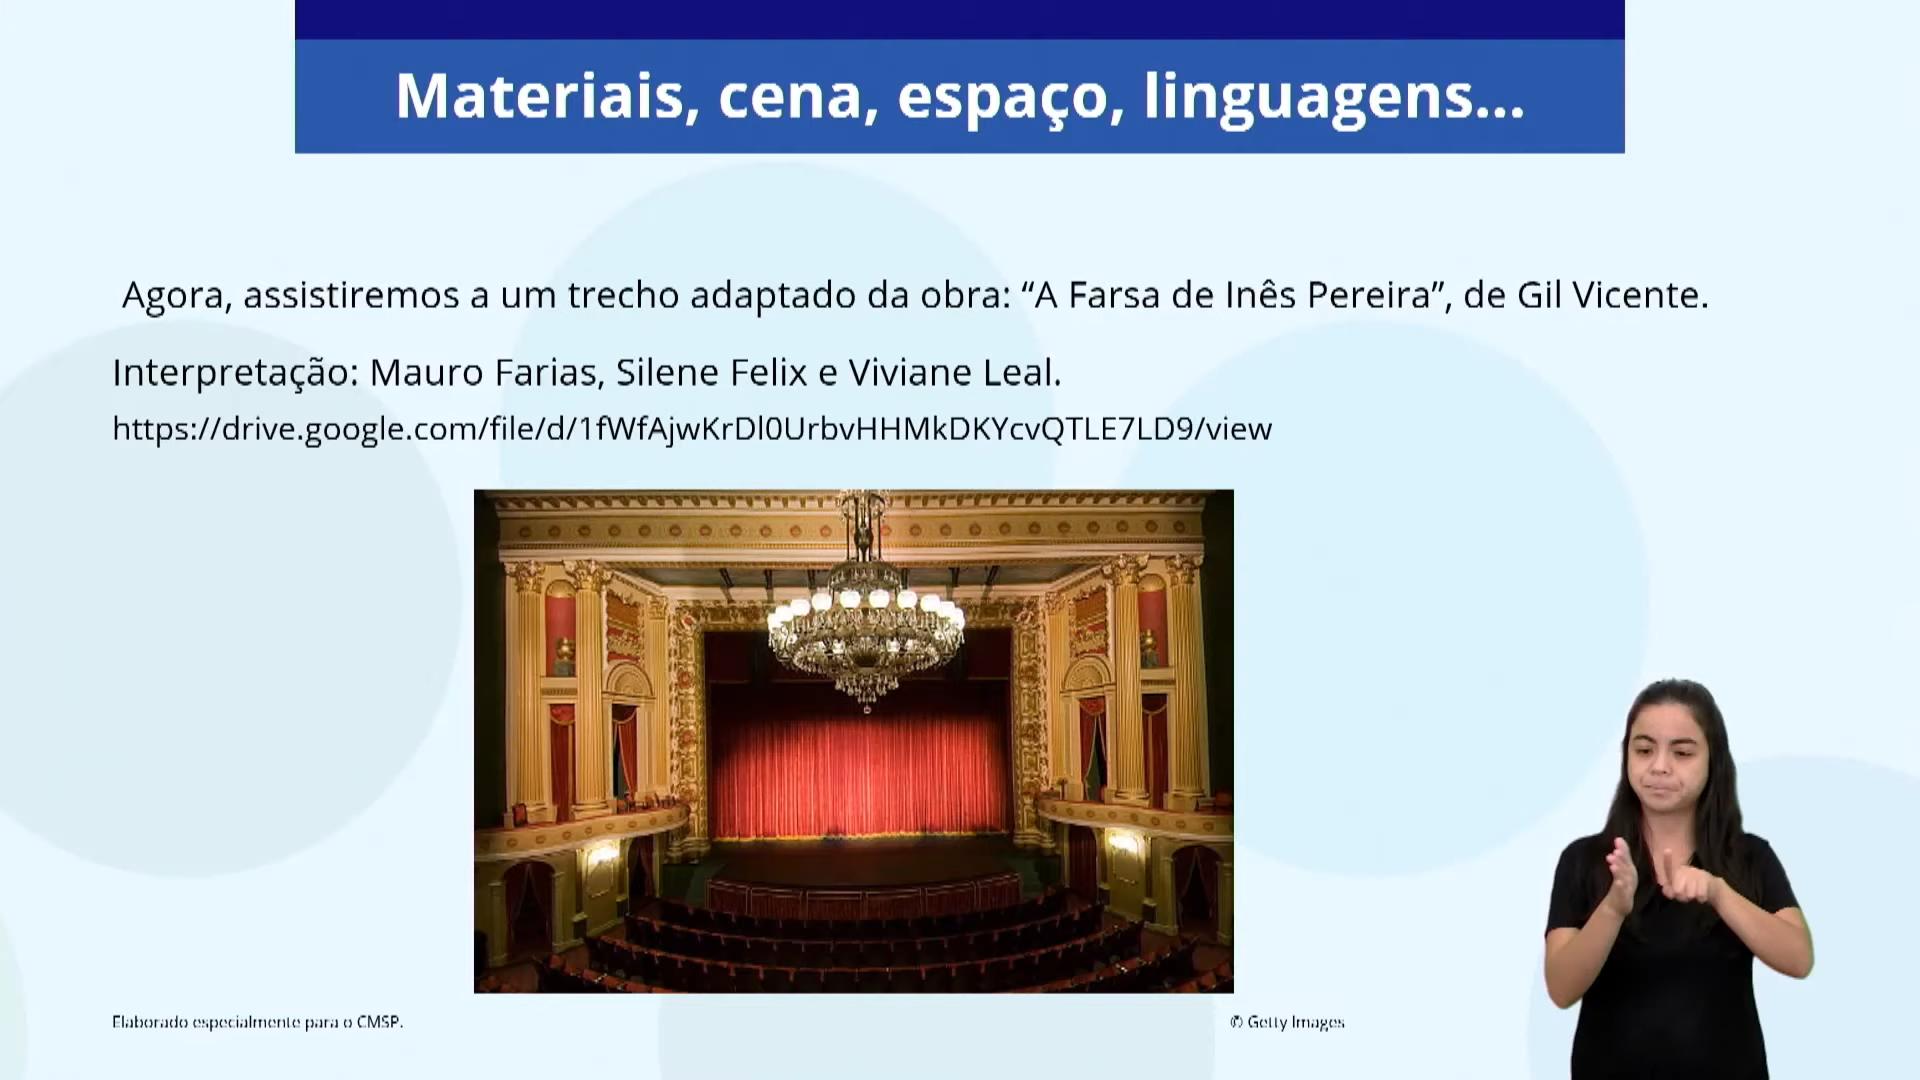 Materiais, cena, espaço, linguagens...
Agora, assistiremos a um trecho adaptado da obra: “A Farsa de Inês Pereira”, de Gil Vicente.
Interpretação: Mauro Farias, Silene Felix e Viviane Leal.
https://drive.google.com/file/d/1fWfAjwKrDl0UrbvHHMkDKYcvQTLE7LD9/view
Elaborado especialmente para o CMSP.
© Getty Images